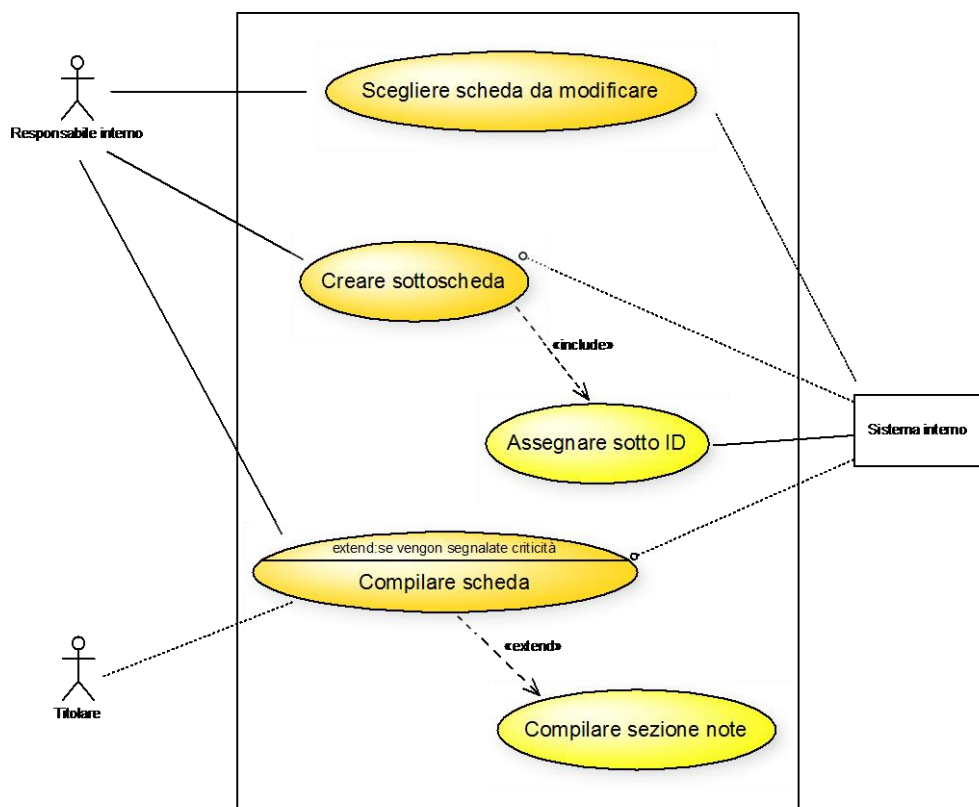 Scegliere scheda da modificare
Responsabile interno
Creare sottoscheda
«include»
Sistema interno
Assegnare sotto ID
extend:se vengon segnalate criticità
Compilare scheda
«extend»
Titolare
Compilare sezione note